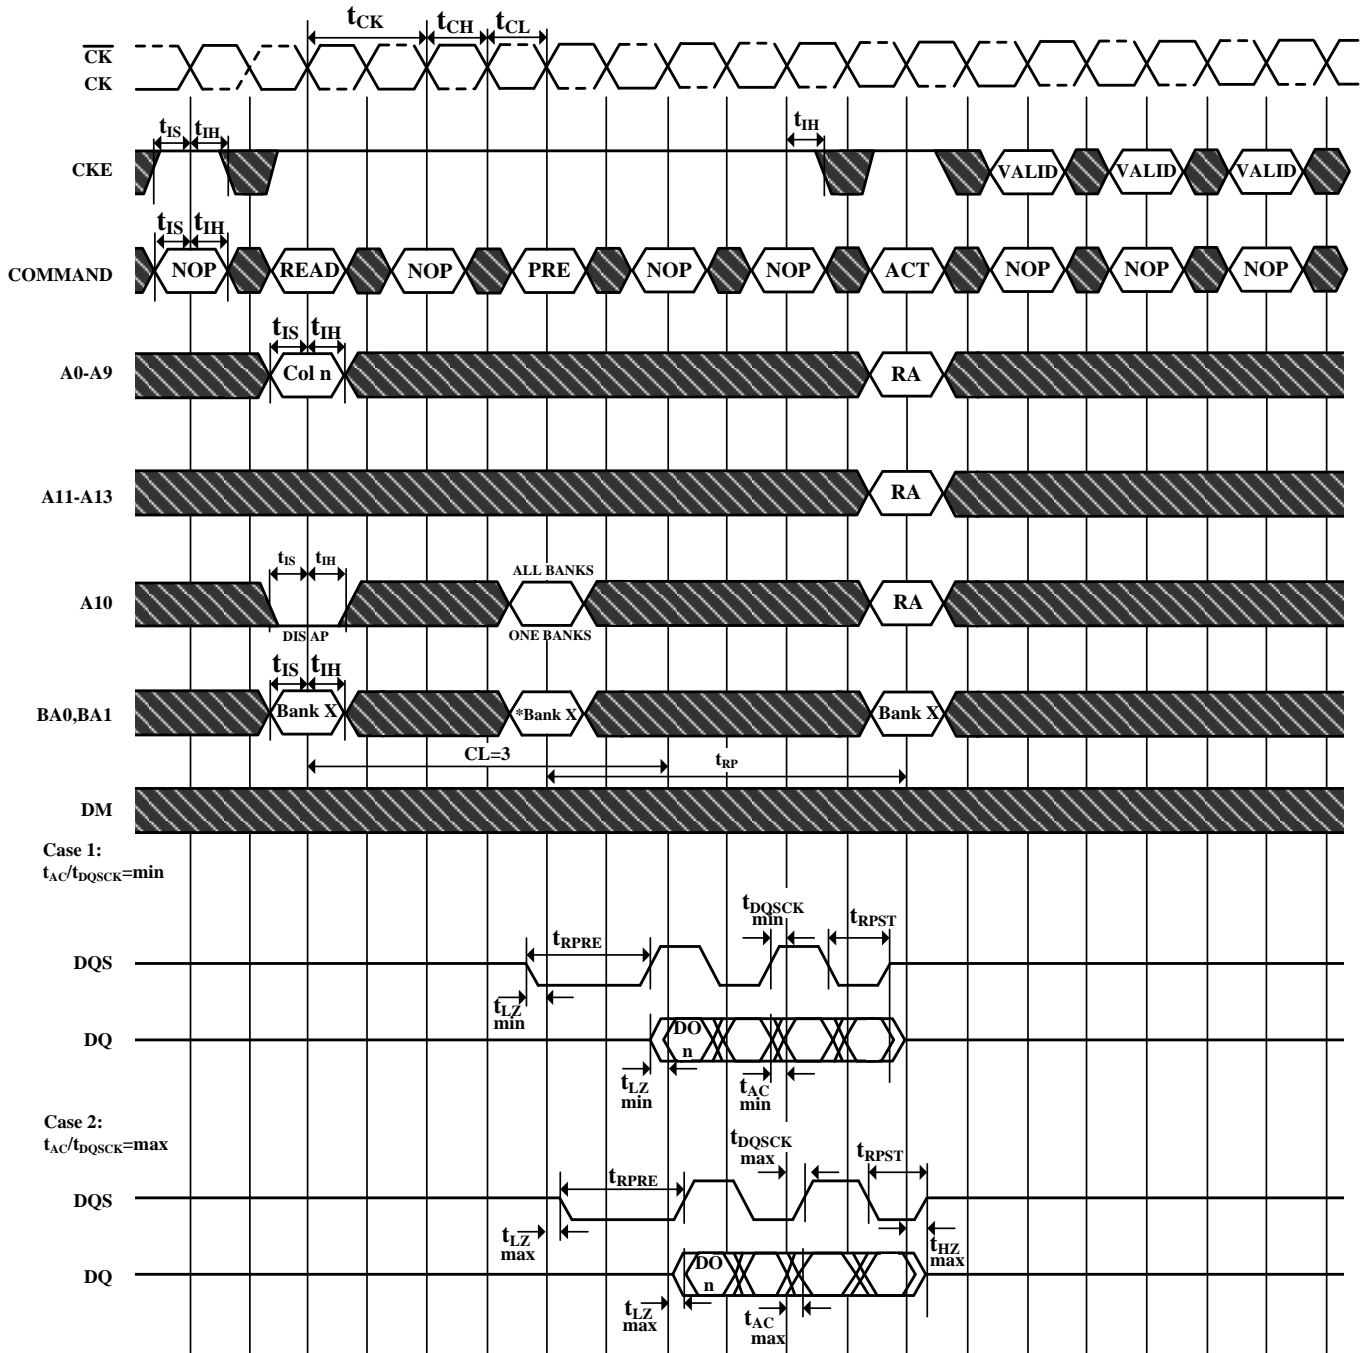 tCK tCH tCL
CK
CK
tIS tIH tIH
CKE VALID VALID VALID
tIS tIH
COMMAND NOP READ NOP PRE NOP NOP ACT NOP NOP NOP
tIS tIH
A0-A9 Col n RA
A11-A13 RA
tIS tIH ALL BANKS
A10 RA
DIS AP ONE BANKS
tIS tIH
BA0,BA1 Bank X *Bank X Bank X
CL=3 tRP
DM
Case 1:
tAC/tDQSCK=min
tDQSCK
min
tRPST
tRPRE
DQS
tLZ
min
DQ DO
n
tLZ
min
tAC
min
Case 2:
tAC/tDQSCK=max
tDQSCK
max
tRPST
tRPRE
DQS
tLZ
max
tHZ
max
DQ DO
n
tLZ
max
tAC
max